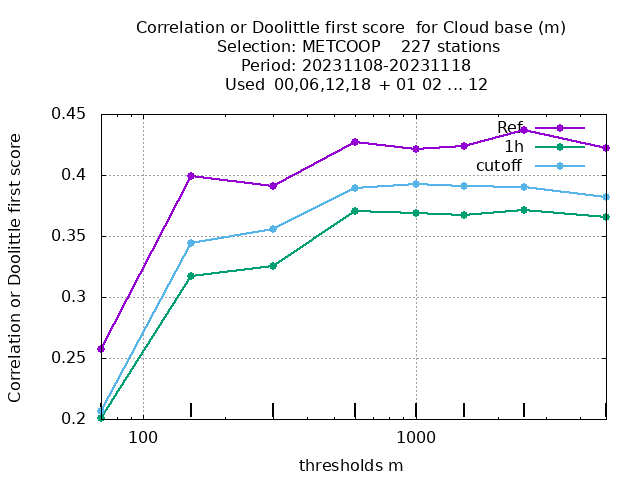 Correlation or Doolittle first score  for Cloud base (m)
Selection: METCOOP    227 stations
Period: 20231108-20231118
Used  00,06,12,18 + 01 02 ... 12
Correlation or Doolittle first score
0.45
0.4
0.35
0.3
0.25
0.2
Ref
1h
cutoff
100
1000
thresholds m